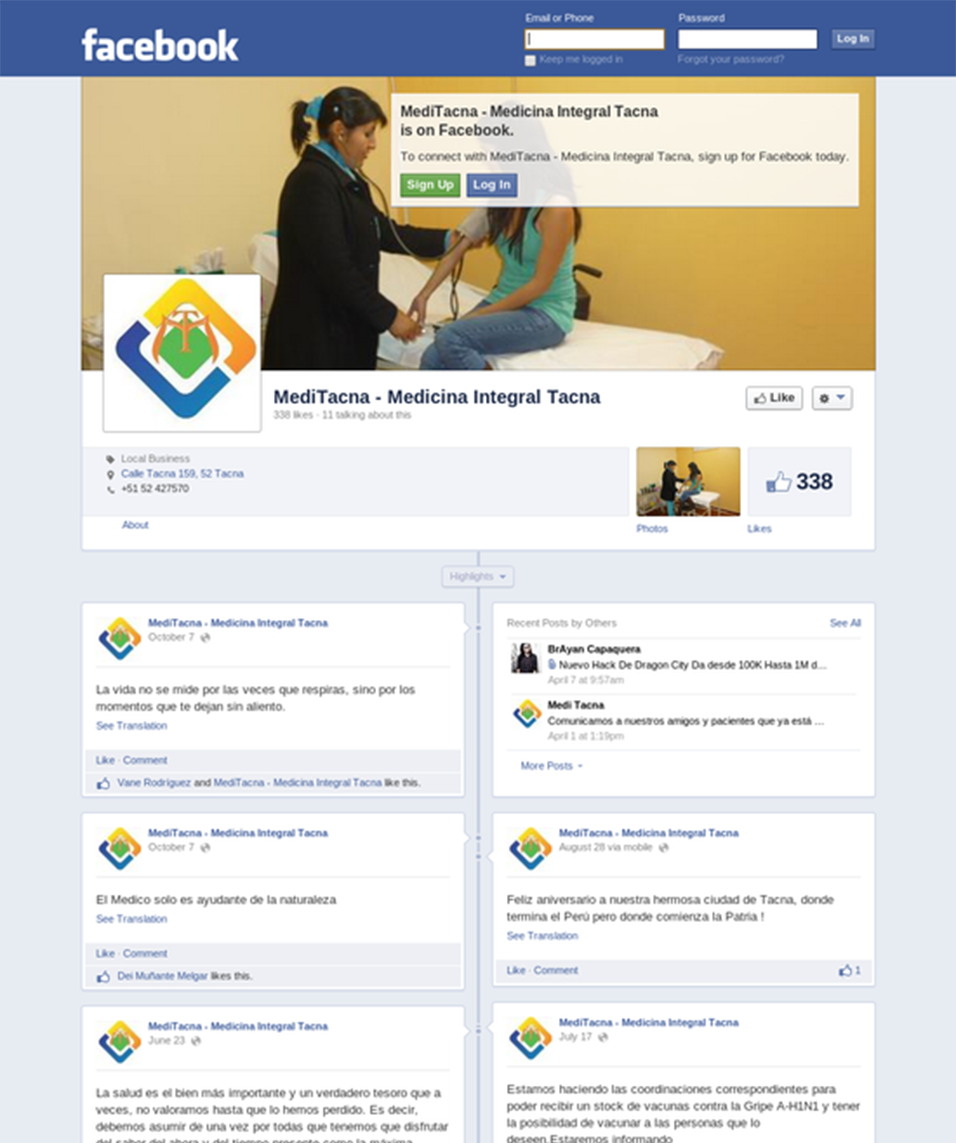 facebook
Email or Phone
Password
Log In
Keep me logged in
Forgot your password?
MediTacna - Medicina Integral Tacna
is on Facebook.
To connect with MediTacna - Medicina Integral Tacna, sign up for Facebook today.
Sign Up
Log In
MediTacna - Medicina Integral Tacna
338 likes · 11 talking about this
Like
Local Business
Calle Tacna 159, 52 Tacna
+51 52 427570
About
338
Photos
Likes
Highlights
MediTacna - Medicina Integral Tacna
October 7
La vida no se mide por las veces que respiras, sino por los
momentos que te dejan sin aliento.
See Translation
Like · Comment
Vane Rodríguez and MediTacna - Medicina Integral Tacna like this.
Recent Posts by Others
See All
BrAyan Capaquera
Nuevo Hack De Dragon City Da desde 100K Hasta 1M d...
April 7 at 9:57am
Medi Tacna
Comunicamos a nuestros amigos y pacientes que ya está ...
April 1 at 1:19pm
More Posts
MediTacna - Medicina Integral Tacna
October 7
El Medico solo es ayudante de la naturaleza
See Translation
Like · Comment
Dei Muñante Melgar likes this.
MediTacna - Medicina Integral Tacna
August 28 via mobile
Feliz aniversario a nuestra hermosa ciudad de Tacna, donde
termina el Perú pero donde comienza la Patria !
See Translation
Like · Comment
1
MediTacna - Medicina Integral Tacna
June 23
La salud es el bien más importante y un verdadero tesoro que a
veces, no valoramos hasta que lo hemos perdido. Es decir,
debemos asumir de una vez por todas que tenemos que disfrutar
del saber del ahora y del tiempo presente como la máxima
MediTacna - Medicina Integral Tacna
July 17
Estamos haciendo las coordinaciones correspondientes para
poder recibir un stock de vacunas contra la Gripe A-H1N1 y tener
la posibilidad de vacunar a las personas que lo
deseen.Estaremos informando